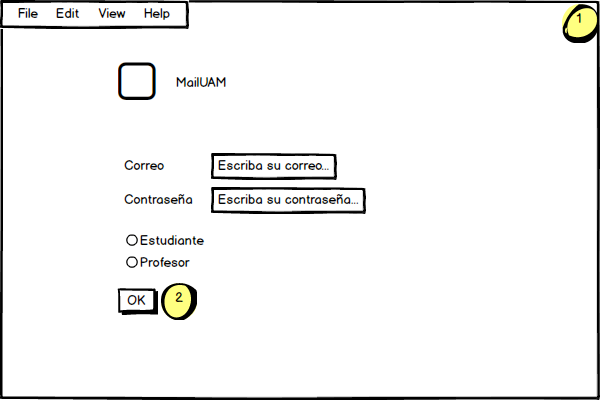 File Edit View Help
1
MailUAM
Correo Escriba su correo...
Contraseña Escriba su contraseña...
Estudiante
Profesor
OK 2